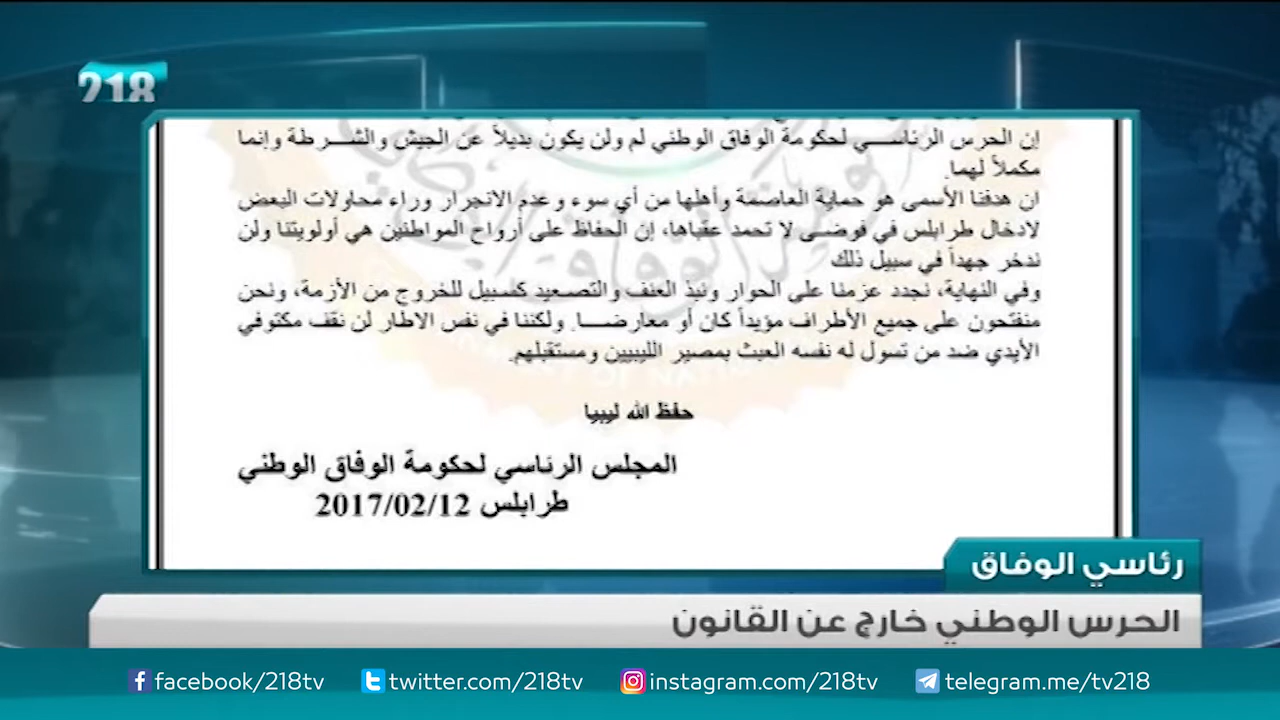 218
إن الحرس الرئاســـي لحكومة الوفاق الوطني لم ولن يكون بديلاً عن الجيش والشـــرطة وإنما
مكملاً لهما.
ان هدفنا الأسمى هو حماية العاصمة وأهلها من أي سوء وعدم الانجرار وراء محاولات البعض
لادخال طرابلس في فوضى لا تحمد عقباها، إن الحفاظ على أرواح المواطنين هي أولويتنا ولن
ندخر جهداً في سبيل ذلك
وفي النهاية، نجدد عزمنا على الحوار ونبذ العنف والتصعيد كسبيل للخروج من الأزمة، ونحن
منفتحون على جميع الأطراف مؤيداً كان أو معارضـــا. ولكننا في نفس الاطار لن نقف مكتوفي
الأيدي ضد من تسول له نفسه العبث بمصير الليبيين ومستقبلهم.
حفظ الله ليبيا
المجلس الرئاسي لحكومة الوفاق الوطني
طرابلس 2017/02/12
رئاسي الوفاق
الحرس الوطني خارج عن القانون
facebook/218tv twitter.com/218tv instagram.com/218tv telegram.me/tv218